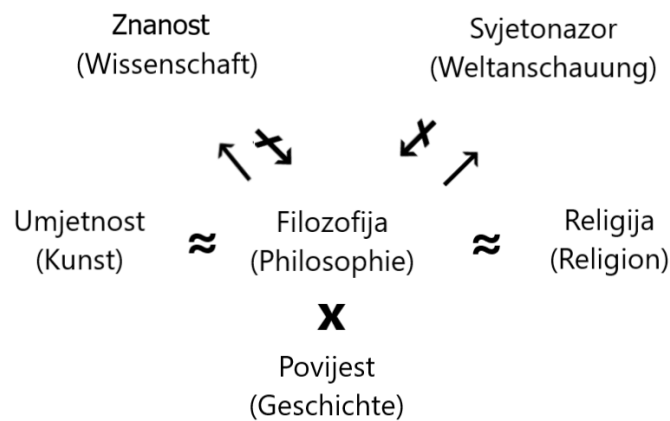 Znanost
(Wissenschaft)
Svjetonazor
(Weltanschauung)
Umjetnost
(Kunst)
≈
Filozofija
(Philosophie)
≈
Religija
(Religion)
x
Povijest
(Geschichte)